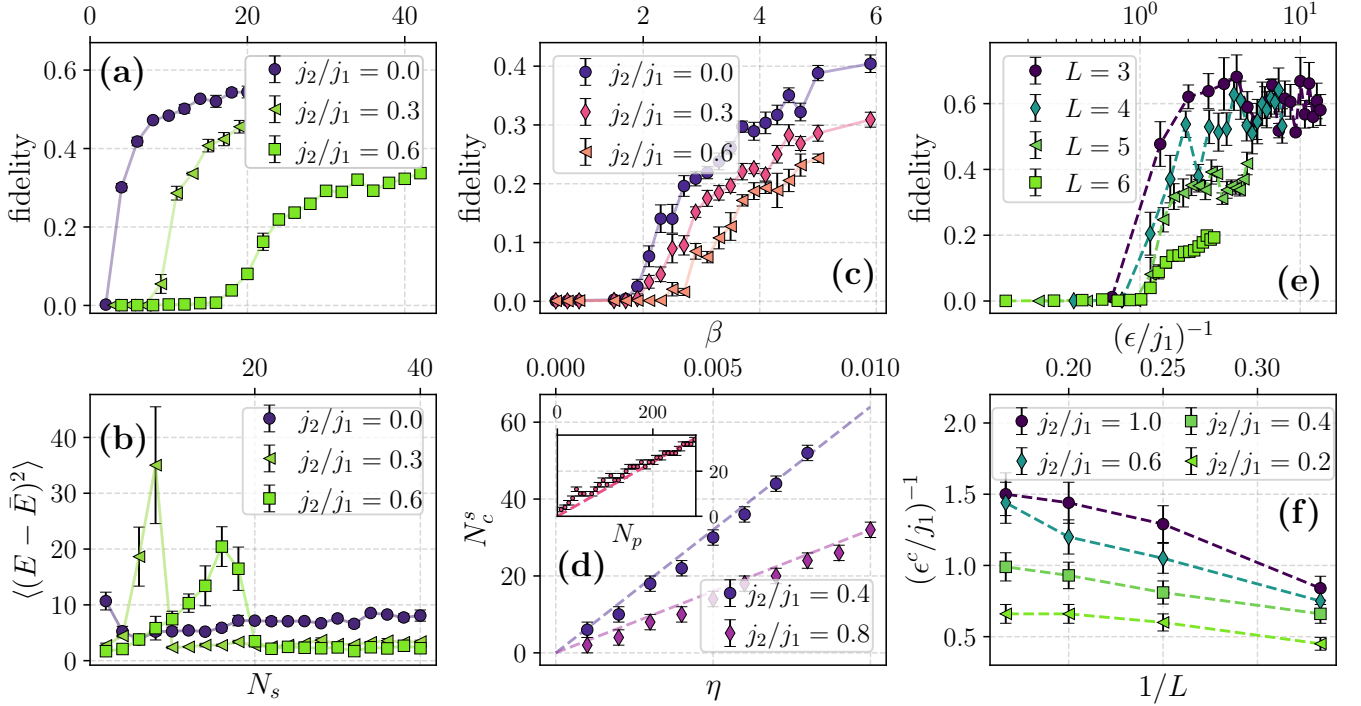 0 20 40
fidelity
0.0
0.2
0.4
0.6
(a)
j₂/j₁ = 0.0
j₂/j₁ = 0.3
j₂/j₁ = 0.6
2 4 6
fidelity
0.0
0.1
0.2
0.3
0.4
(c)
j₂/j₁ = 0.0
j₂/j₁ = 0.3
j₂/j₁ = 0.6
β
10⁰ 10¹
fidelity
0.0
0.2
0.4
0.6
(e)
L = 3
L = 4
L = 5
L = 6
(ϵ/j₁)⁻¹
20 40
⟨(E − Ē)²⟩
0
10
20
30
40
(b)
j₂/j₁ = 0.0
j₂/j₁ = 0.3
j₂/j₁ = 0.6
Nₛ
0.000 0.005 0.010
N_c^s
0
20
40
60
0 200
20
0
N_p
(d)
j₂/j₁ = 0.4
j₂/j₁ = 0.8
η
0.20 0.25 0.30
(ϵᶜ/j₁)⁻¹
0.5
1.0
1.5
2.0
j₂/j₁ = 1.0
j₂/j₁ = 0.6
j₂/j₁ = 0.4
j₂/j₁ = 0.2
(f)
1/L